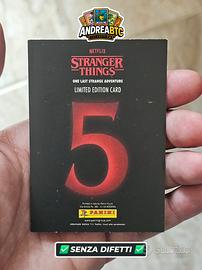 ANDREABTC
NETFLIX
STRANGER
THINGS
ONE LAST STRANGE ADVENTURE
LIMITED EDITION CARD
5
PANINI
✅ SENZA DIFETTI ✅